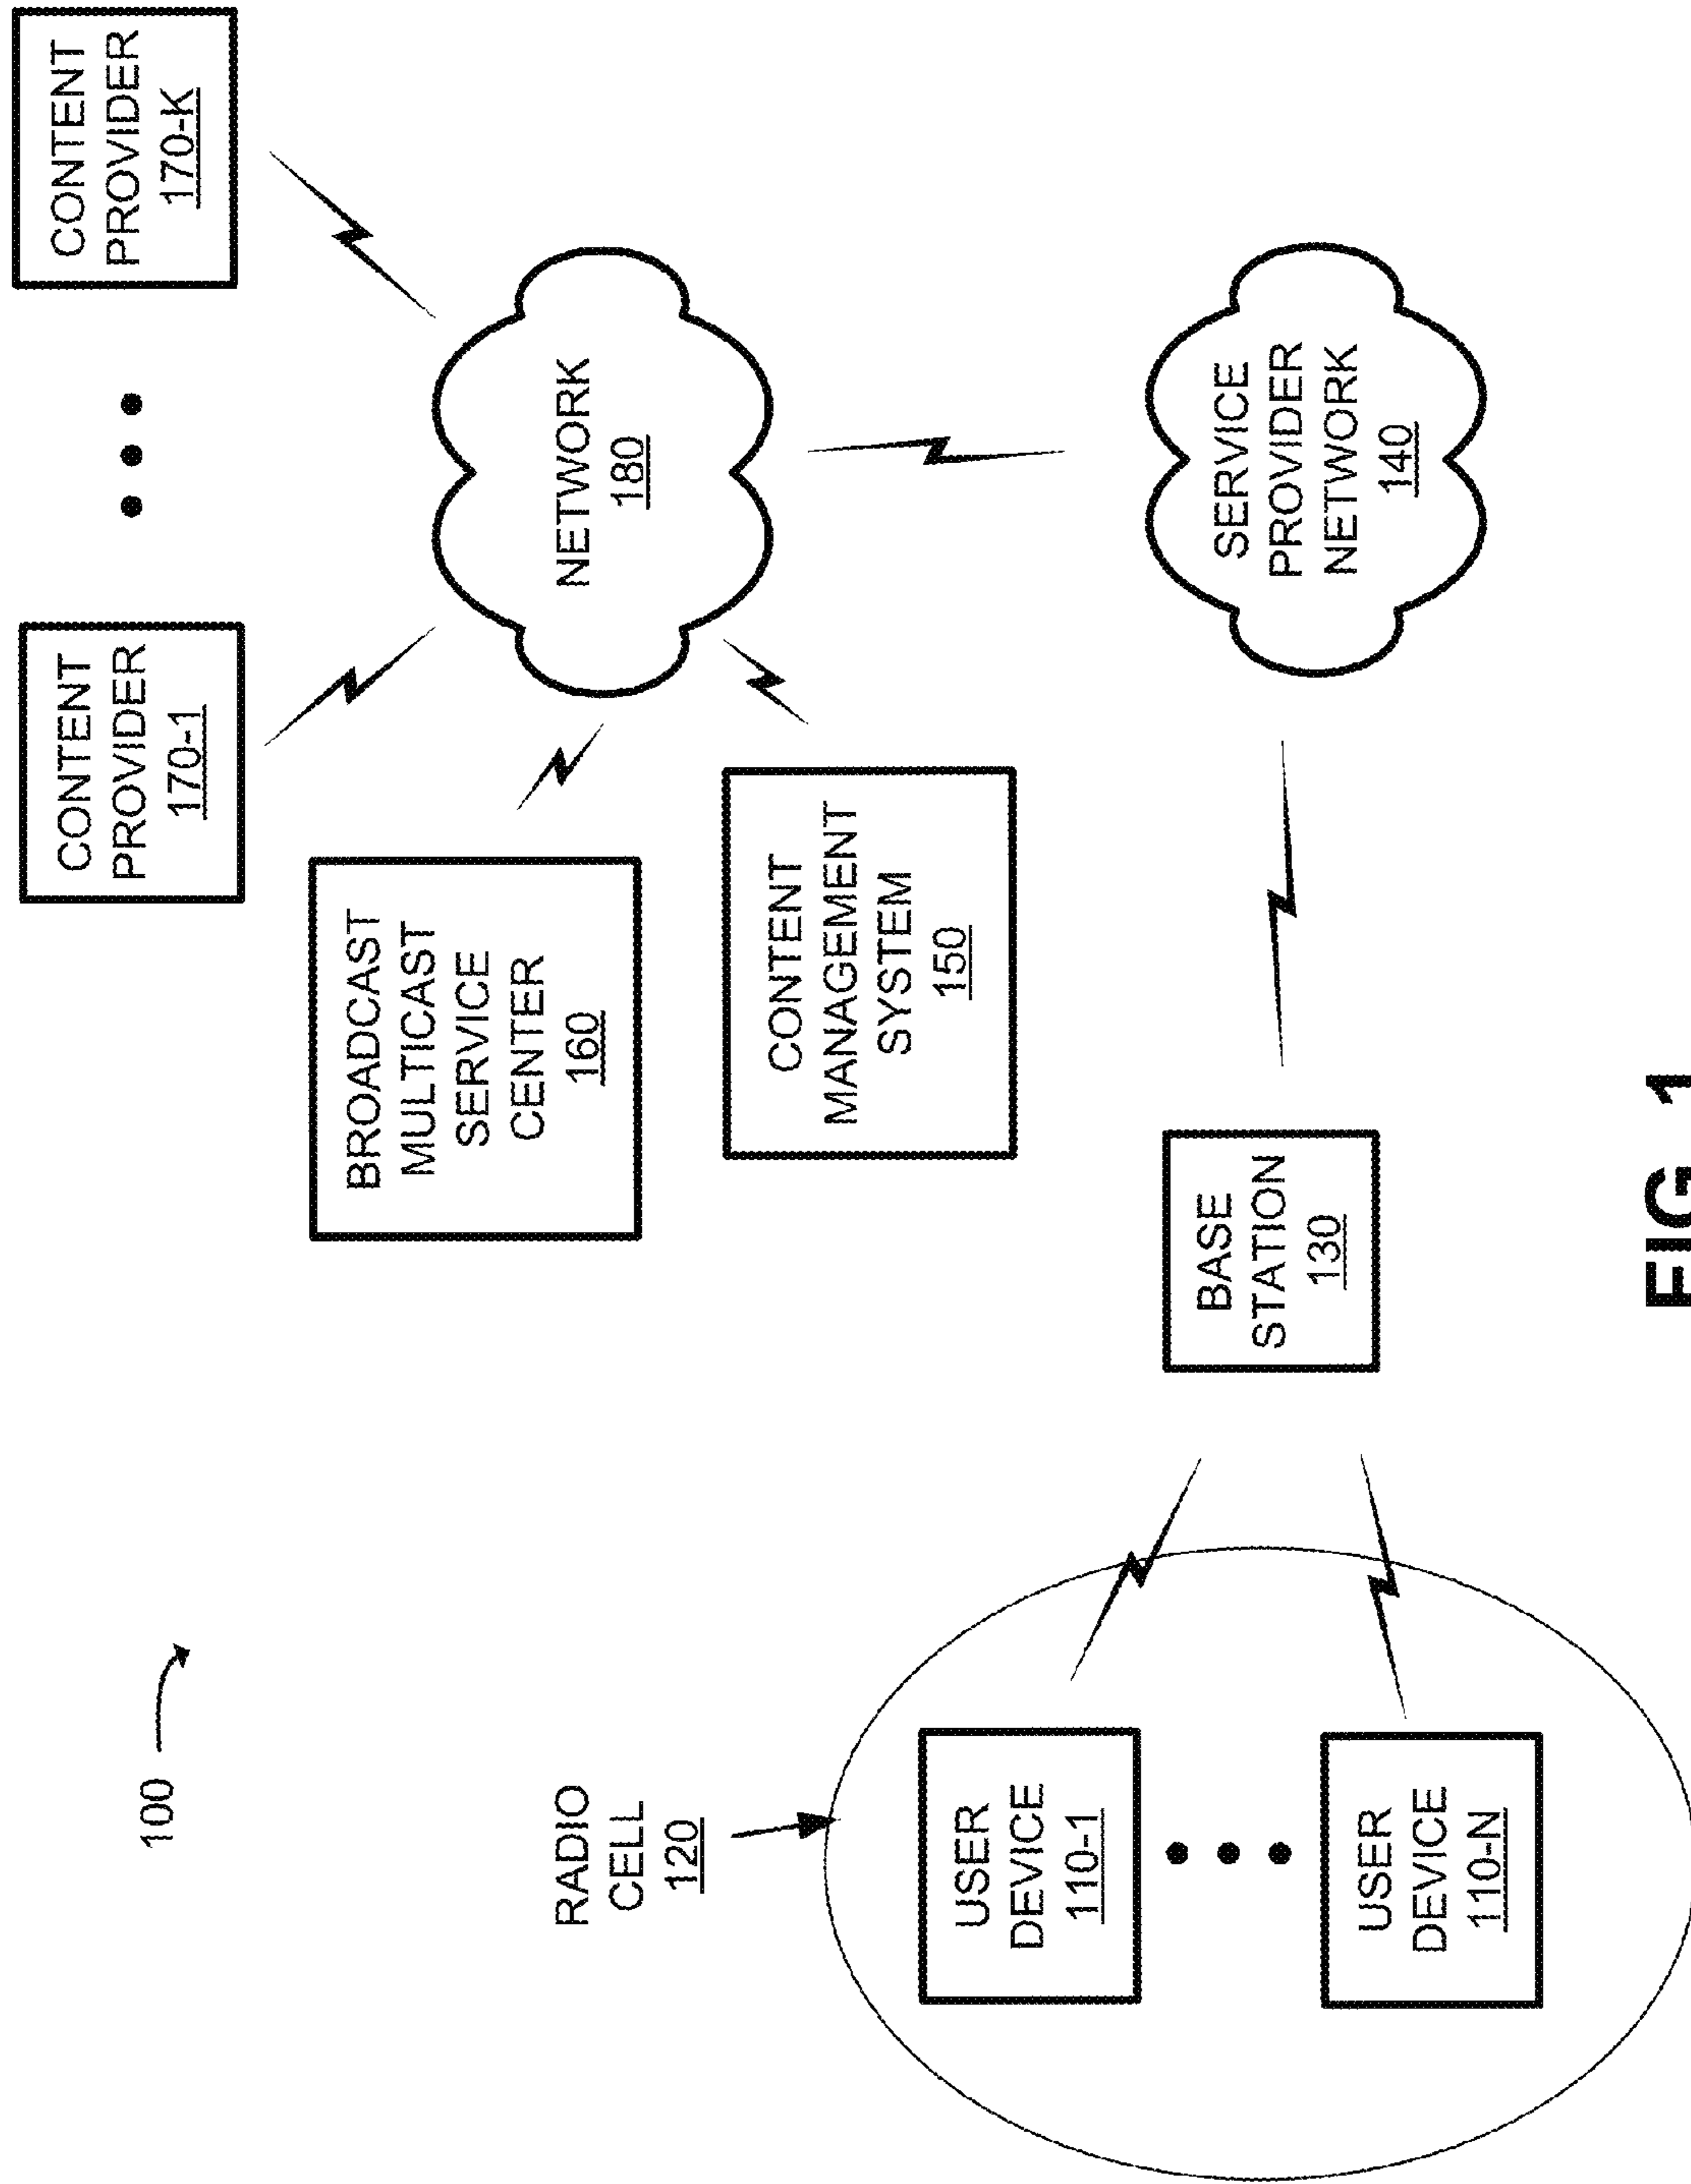 100
CONTENT
PROVIDER
170-1
CONTENT
PROVIDER
170-K
BROADCAST
MULTICAST
SERVICE
CENTER
160
NETWORK
180
RADIO
CELL
120
CONTENT
MANAGEMENT
SYSTEM
150
USER
DEVICE
110-1
BASE
STATION
130
SERVICE
PROVIDER
NETWORK
140
USER
DEVICE
110-N
FIG. 1